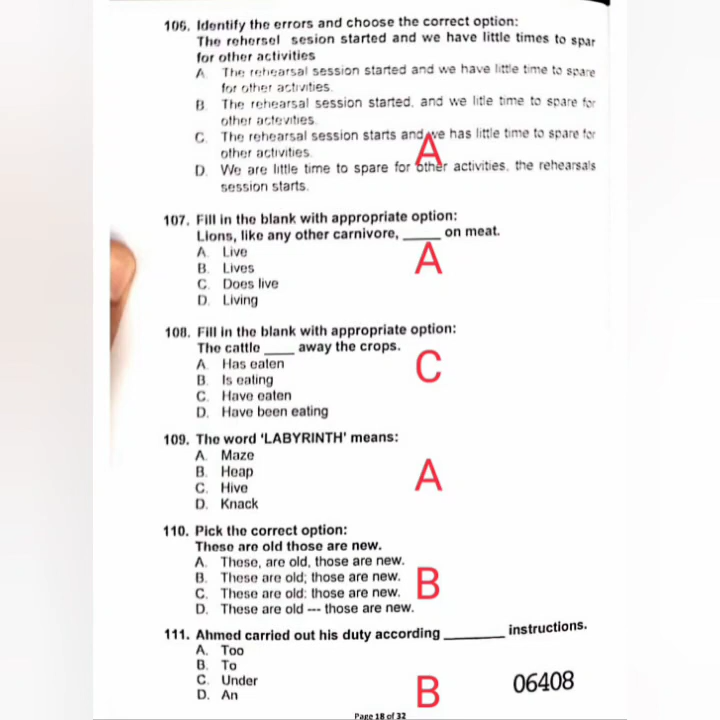 106. Identify the errors and choose the correct option:
The rehersel sesion started and we have little times to spar
for other activities
A. The rehearsal session started and we have little time to spare
for other activities.
B. The rehearsal session started, and we litle time to spare for
other actevities.
C. The rehearsal session starts and we has little time to spare for
other activities.
A
D. We are little time to spare for other activities, the rehearsals
session starts.
107. Fill in the blank with appropriate option:
Lions, like any other carnivore, _____ on meat.
A. Live
A
B. Lives
C. Does live
D. Living
108. Fill in the blank with appropriate option:
The cattle ____ away the crops.
A. Has eaten
C
B. Is eating
C. Have eaten
D. Have been eating
109. The word 'LABYRINTH' means:
A. Maze
B. Heap
A
C. Hive
D. Knack
110. Pick the correct option:
These are old those are new.
A. These, are old, those are new.
B. These are old; those are new.
B
C. These are old: those are new.
D. These are old --- those are new.
111. Ahmed carried out his duty according ________ instructions.
A. Too
B. To
C. Under
06408
D. An
B
Page 18 of 32